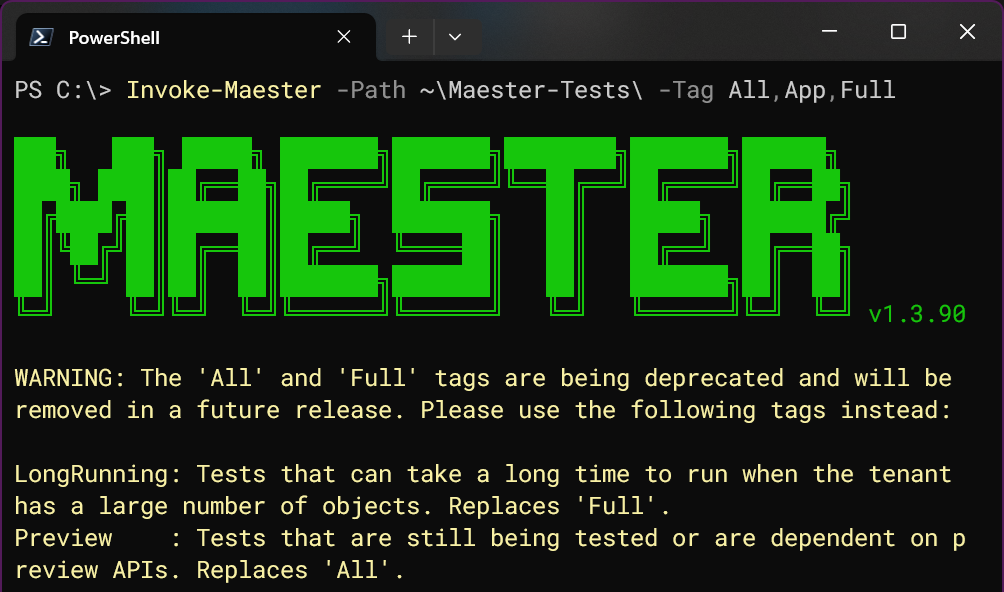 PowerShell
PS C:\> Invoke-Maester -Path ~\Maester-Tests\ -Tag All,App,Full
MAESTER
v1.3.90
WARNING: The 'All' and 'Full' tags are being deprecated and will be
removed in a future release. Please use the following tags instead:
LongRunning: Tests that can take a long time to run when the tenant
has a large number of objects. Replaces 'Full'.
Preview    : Tests that are still being tested or are dependent on p
review APIs. Replaces 'All'.